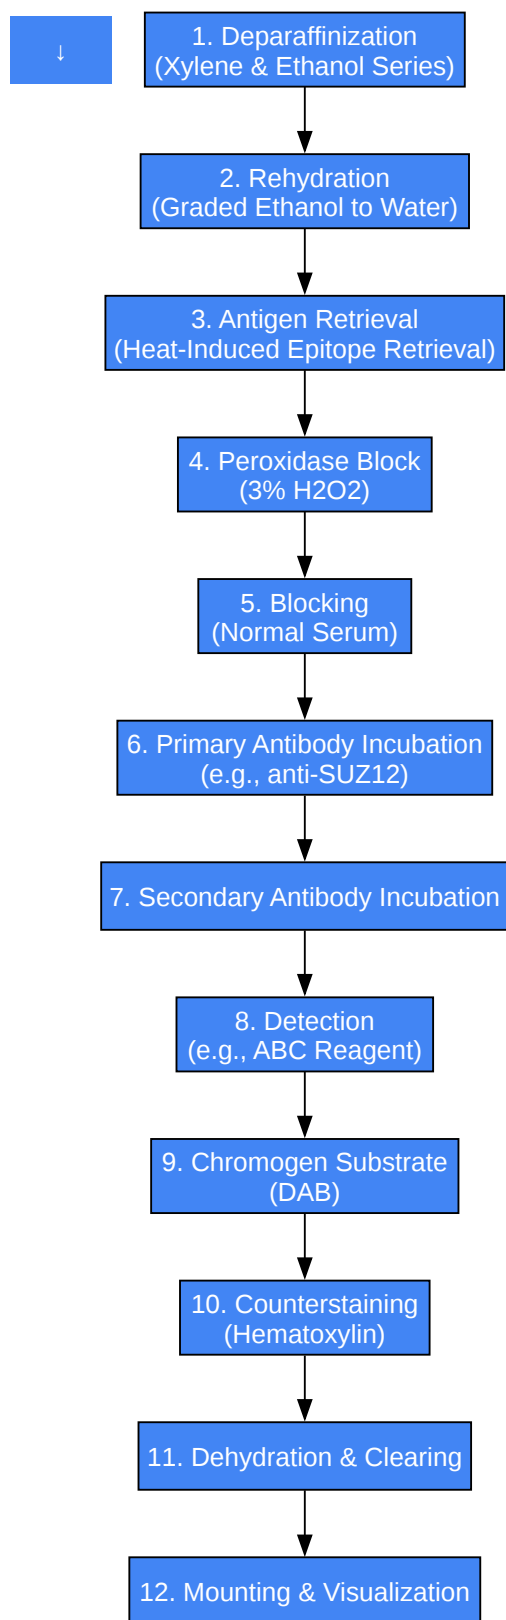 ↓
1. Deparaffinization
(Xylene & Ethanol Series)
2. Rehydration
(Graded Ethanol to Water)
3. Antigen Retrieval
(Heat-Induced Epitope Retrieval)
4. Peroxidase Block
(3% H2O2)
5. Blocking
(Normal Serum)
6. Primary Antibody Incubation
(e.g., anti-SUZ12)
7. Secondary Antibody Incubation
8. Detection
(e.g., ABC Reagent)
9. Chromogen Substrate
(DAB)
10. Counterstaining
(Hematoxylin)
11. Dehydration & Clearing
12. Mounting & Visualization